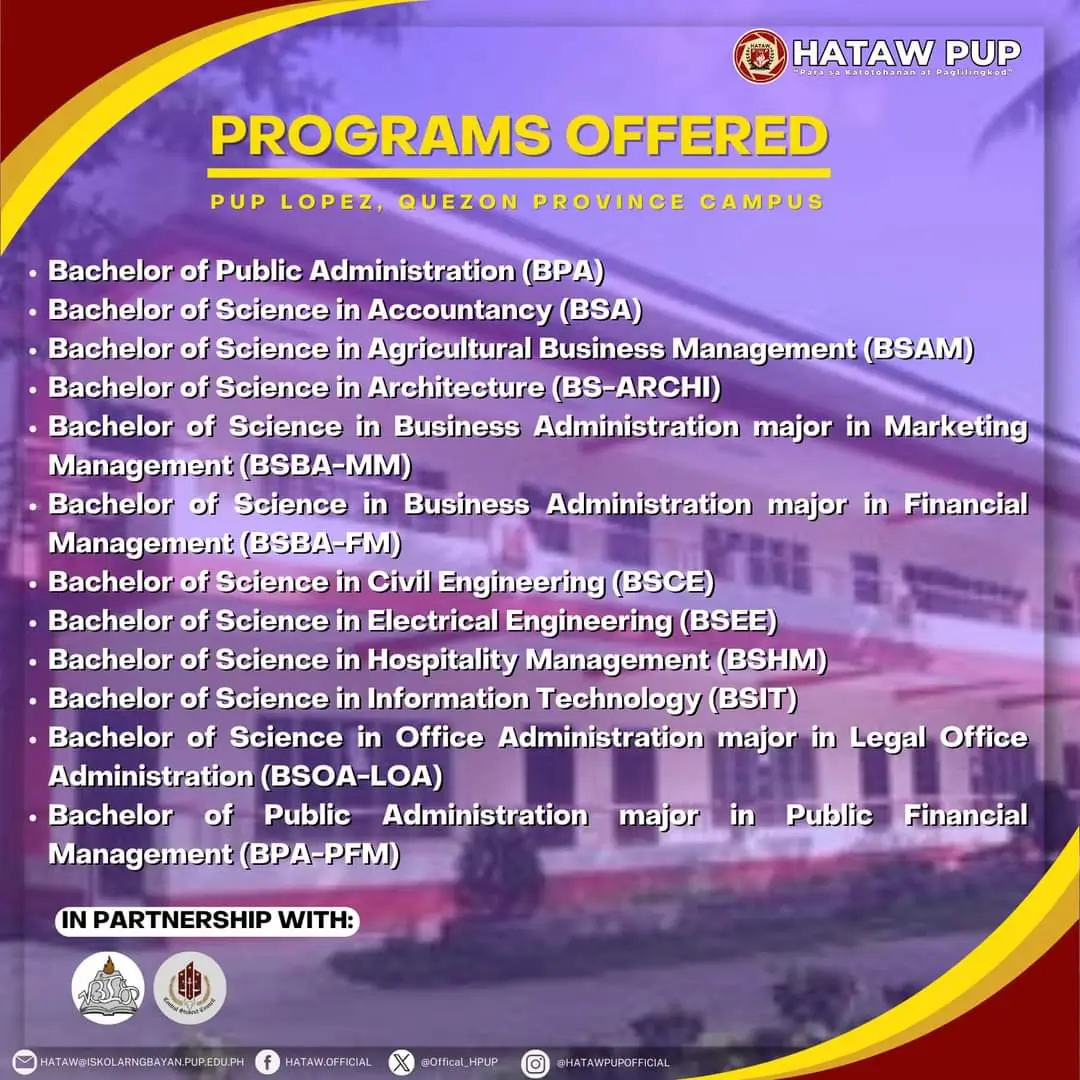 HATAW PUP
"Para sa Katotohanan at Paglilingkod"
PROGRAMS OFFERED
PUP LOPEZ, QUEZON PROVINCE CAMPUS
• Bachelor of Public Administration (BPA)
• Bachelor of Science in Accountancy (BSA)
• Bachelor of Science in Agricultural Business Management (BSAM)
• Bachelor of Science in Architecture (BS-ARCHI)
• Bachelor of Science in Business Administration major in Marketing
Management (BSBA-MM)
• Bachelor of Science in Business Administration major in Financial
Management (BSBA-FM)
• Bachelor of Science in Civil Engineering (BSCE)
• Bachelor of Science in Electrical Engineering (BSEE)
• Bachelor of Science in Hospitality Management (BSHM)
• Bachelor of Science in Information Technology (BSIT)
• Bachelor of Science in Office Administration major in Legal Office
Administration (BSOA-LOA)
• Bachelor of Public Administration major in Public Financial
Management (BPA-PFM)
IN PARTNERSHIP WITH:
Central Student Council
HATAW@ISKOLARNGBAYAN.PUP.EDU.PH
HATAW.OFFICIAL
@Offical_HPUP
@HATAWPUPOFFICIAL